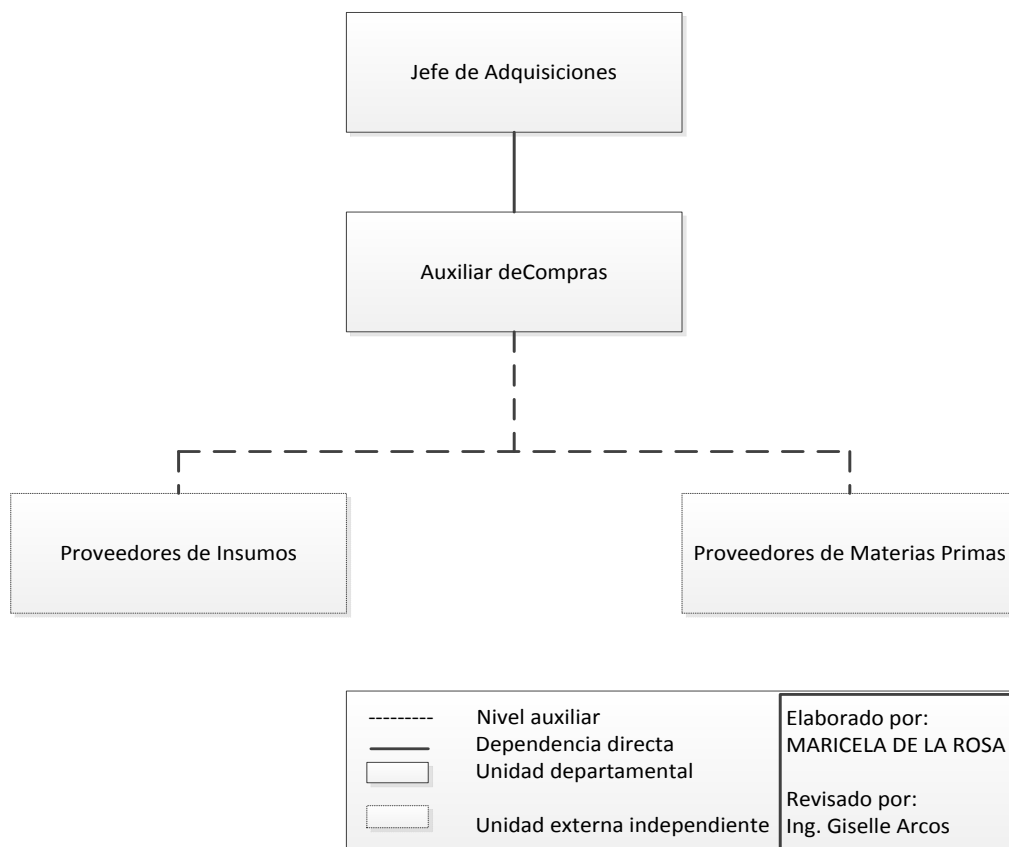 Jefe de Adquisiciones
Auxiliar deCompras
Proveedores de Insumos
Proveedores de Materias Primas
Nivel auxiliar
Dependencia directa
Unidad departamental
Unidad externa independiente
Elaborado por:
MARICELA DE LA ROSA
Revisado por:
Ing. Giselle Arcos